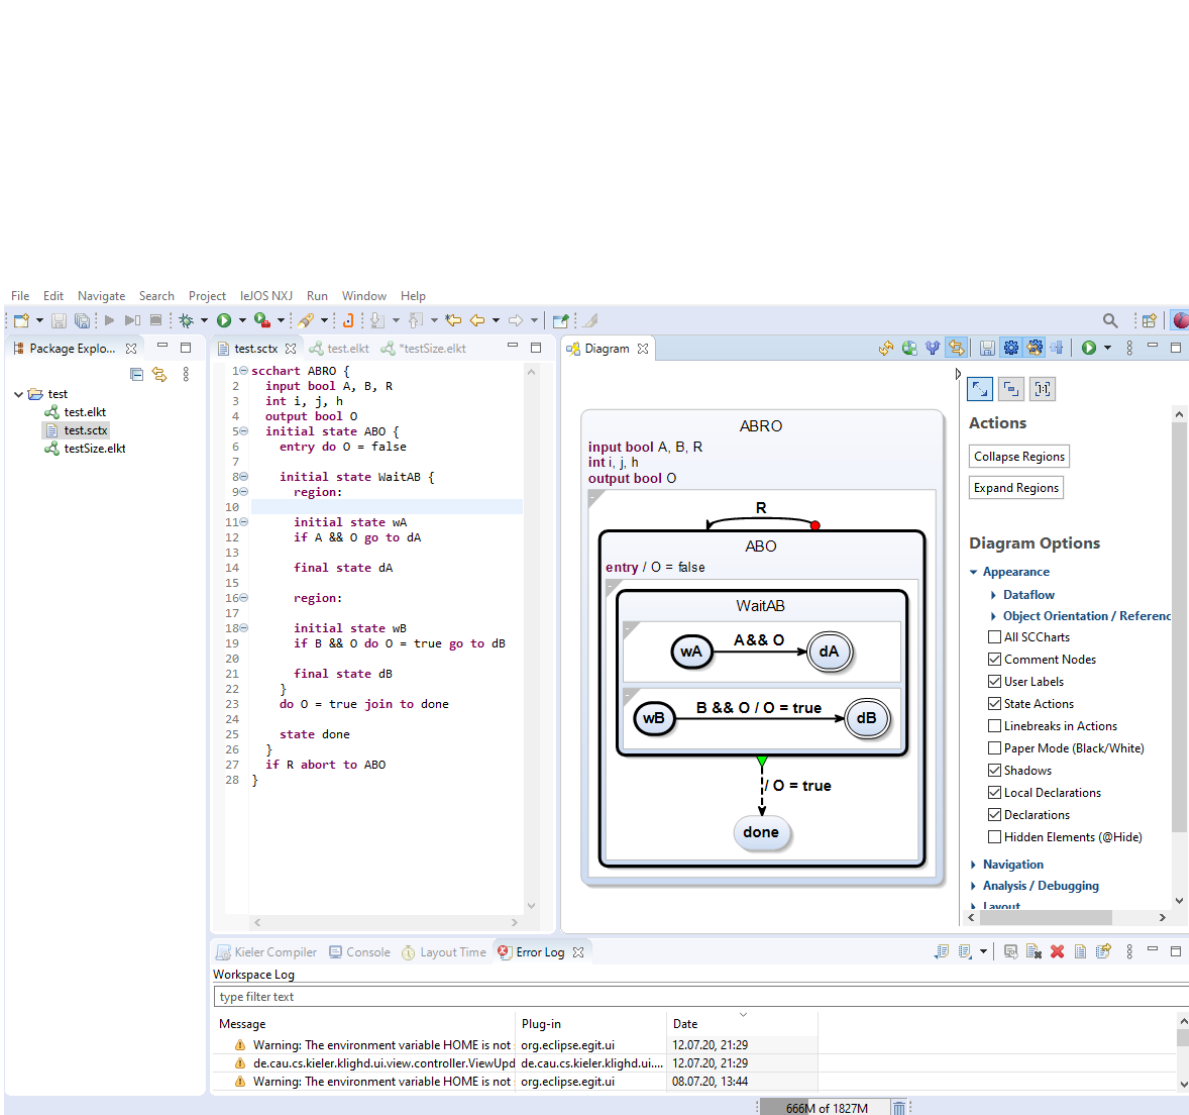 File Edit Navigate Search Project leJOS NXJ Run Window Help
Package Explo...
test
test.elkt
test.sctx
testSize.elkt
test.sctx test.elkt *testSize.elkt
1 scchart ABRO {
2 input bool A, B, R
3 int i, j, h
4 output bool O
5 initial state ABO {
6 entry do O = false
7
8 initial state WaitAB {
9 region:
10
11 initial state wA
12 if A && O go to dA
13
14 final state dA
15
16 region:
17
18 initial state wB
19 if B && O do O = true go to dB
20
21 final state dB
22 }
23 do O = true join to done
24
25 state done
26 }
27 if R abort to ABO
28 }
Diagram
ABRO
input bool A, B, R
int i, j, h
output bool O
R
ABO
entry / O = false
WaitAB
wA A&& O dA
wB B && O / O = true dB
/ O = true
done
Actions
Collapse Regions
Expand Regions
Diagram Options
Appearance
Dataflow
Object Orientation / Referenc
All SCCharts
Comment Nodes
User Labels
State Actions
Linebreaks in Actions
Paper Mode (Black/White)
Shadows
Local Declarations
Declarations
Hidden Elements (@Hide)
Navigation
Analysis / Debugging
Layout
Kieler Compiler Console Layout Time Error Log
Workspace Log
type filter text
Message Plug-in Date
Warning: The environment variable HOME is not org.eclipse.egit.ui 12.07.20, 21:29
de.cau.cs.kieler.klighd.ui.view.controller.ViewUpd de.cau.cs.kieler.klighd.ui.... 12.07.20, 21:29
Warning: The environment variable HOME is not org.eclipse.egit.ui 08.07.20, 13:44
666M of 1827M